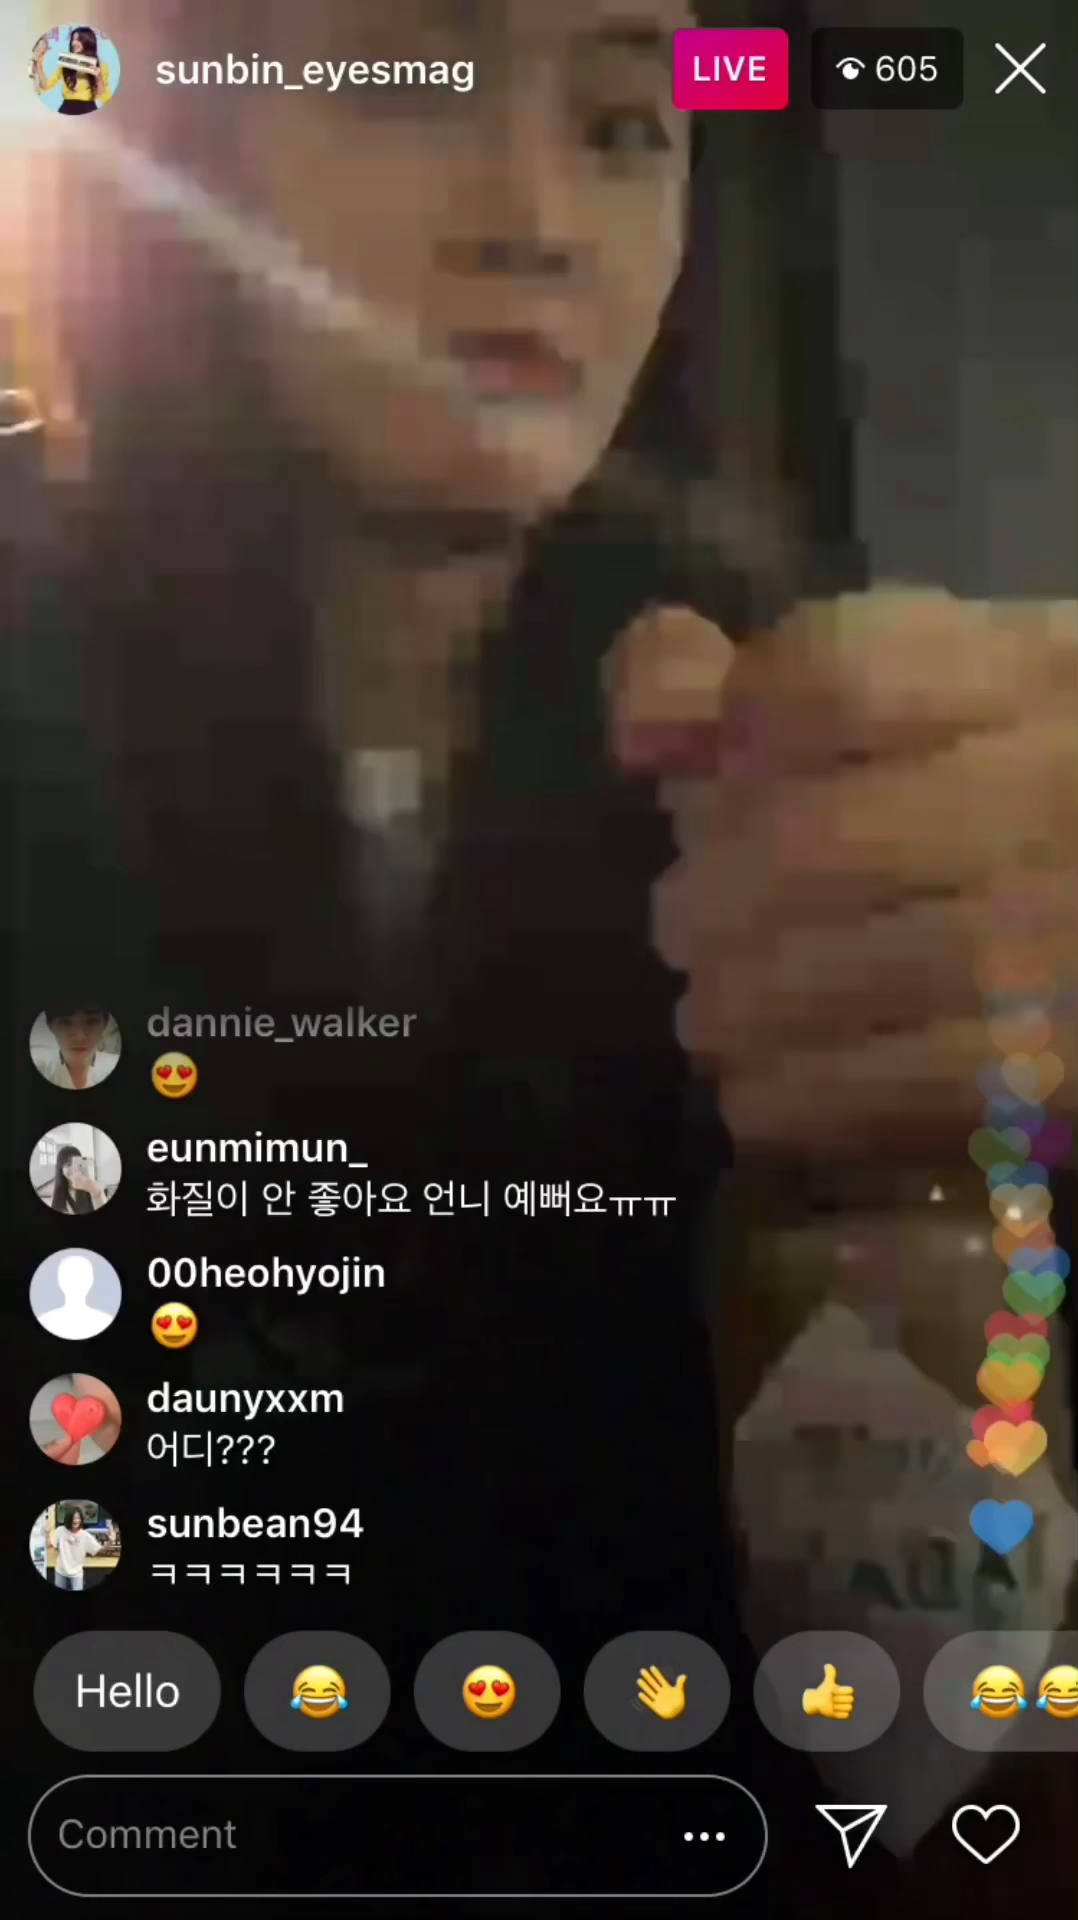 sunbin_eyesmag
LIVE
605
dannie_walker
😍
eunmimun_
화질이 안 좋아요 언니 예뻐요ㅠㅠ
00heohyojin
😍
daunyxxm
어디???
sunbean94
ㅋㅋㅋㅋㅋㅋ
Hello
😂
😍
👋
👍
😂😂
Comment